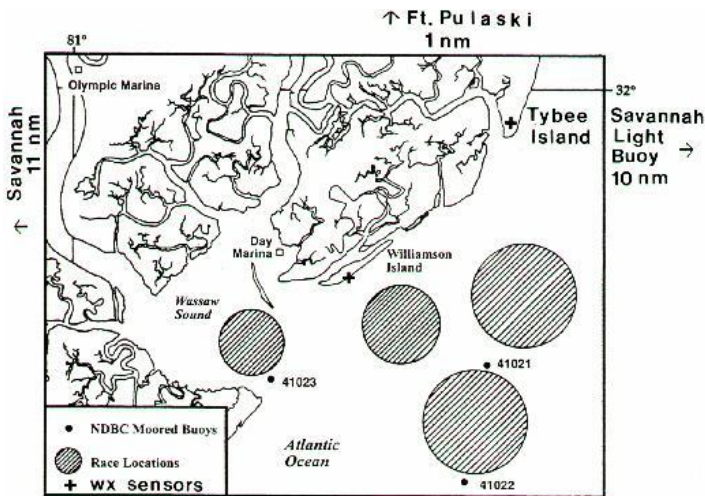 ↑ Ft. Pulaski
1 nm
81°
Olympic Marina
32°
Tybee
Island
Savannah
Light
Buoy →
10 nm
↑ Savannah
11 nm
Day
Marina
Williamson
Island
Wassaw
Sound
41021
41023
NDBC Moored Buoys
Race Locations
wx sensors
Atlantic
Ocean
41022